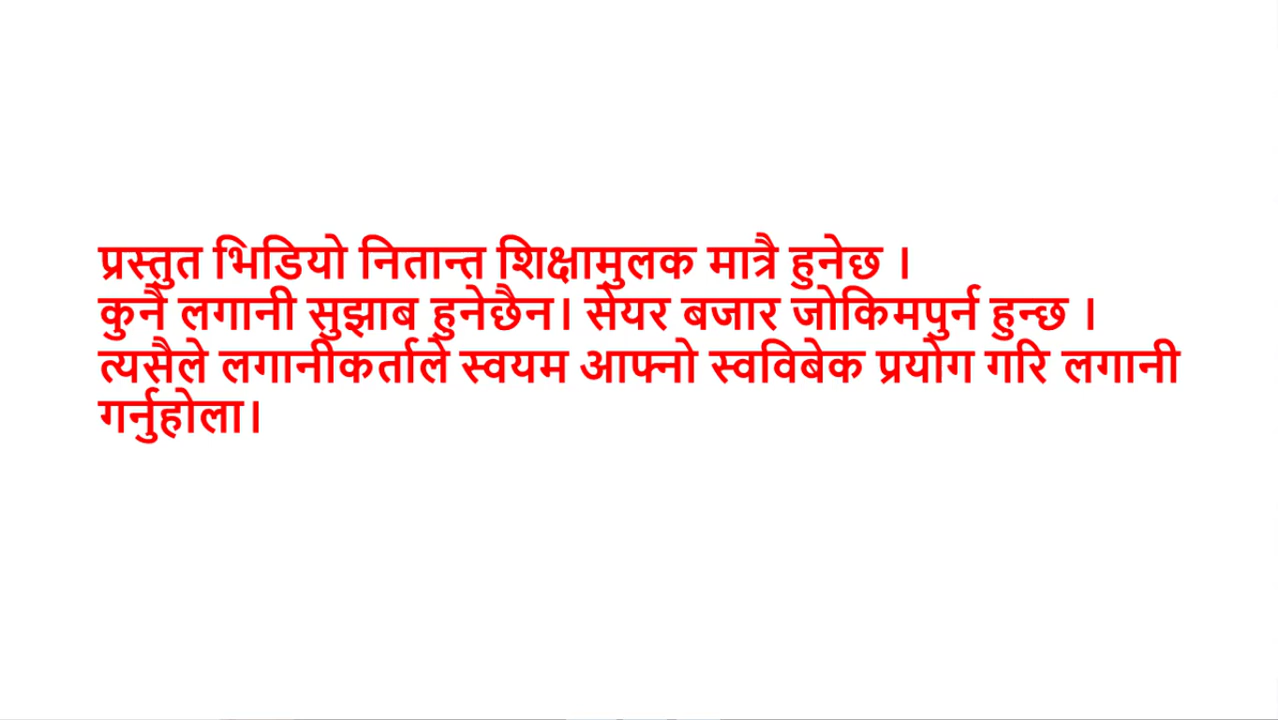 प्रस्तुत भिडियो नितान्त शिक्षामुलक मात्रै हुनेछ ।
कुनै लगानी सुझाब हुनेछैन। सेयर बजार जोकिमपुर्न हुन्छ ।
त्यसैले लगानीकर्ताले स्वयम आफ्नो स्वविबेक प्रयोग गरि लगानी
गर्नुहोला।